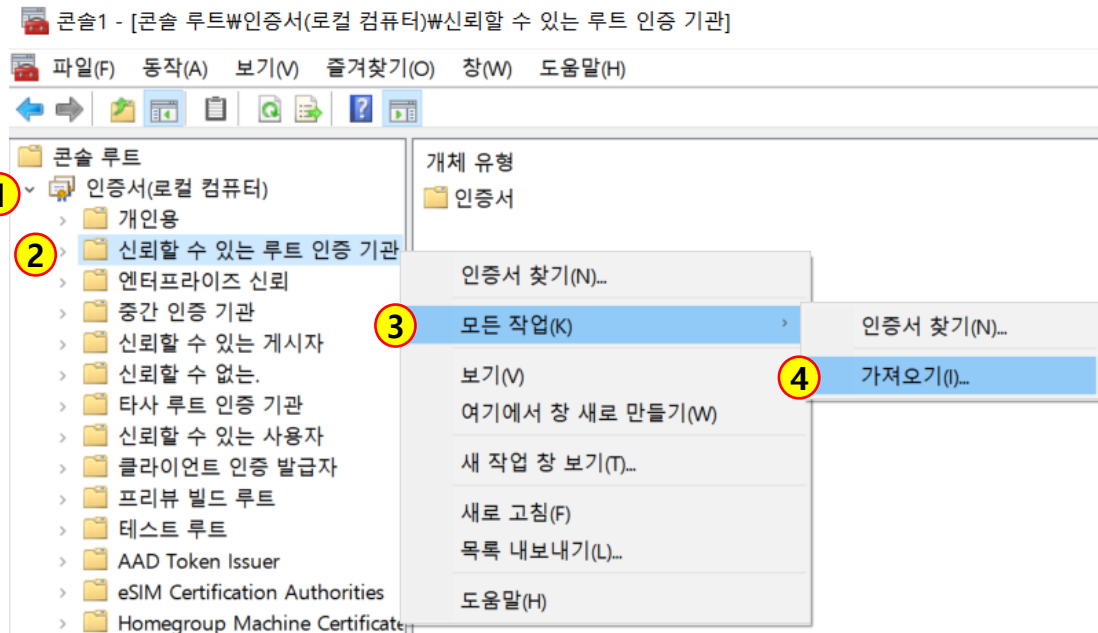 콘솔1 - [콘솔 루트₩인증서(로컬 컴퓨터)₩신뢰할 수 있는 루트 인증 기관]
파일(F) 동작(A) 보기(V) 즐겨찾기(O) 창(W) 도움말(H)
콘솔 루트
1 인증서(로컬 컴퓨터)
개인용
2 신뢰할 수 있는 루트 인증 기관
엔터프라이즈 신뢰
중간 인증 기관
신뢰할 수 있는 게시자
신뢰할 수 없는.
타사 루트 인증 기관
신뢰할 수 있는 사용자
클라이언트 인증 발급자
프리뷰 빌드 루트
테스트 루트
AAD Token Issuer
eSIM Certification Authorities
Homegroup Machine Certificate
개체 유형
인증서
인증서 찾기(N)...
3 모든 작업(K)
보기(V)
여기에서 창 새로 만들기(W)
새 작업 창 보기(T)...
새로 고침(F)
목록 내보내기(L)...
도움말(H)
인증서 찾기(N)...
4 가져오기(I)...